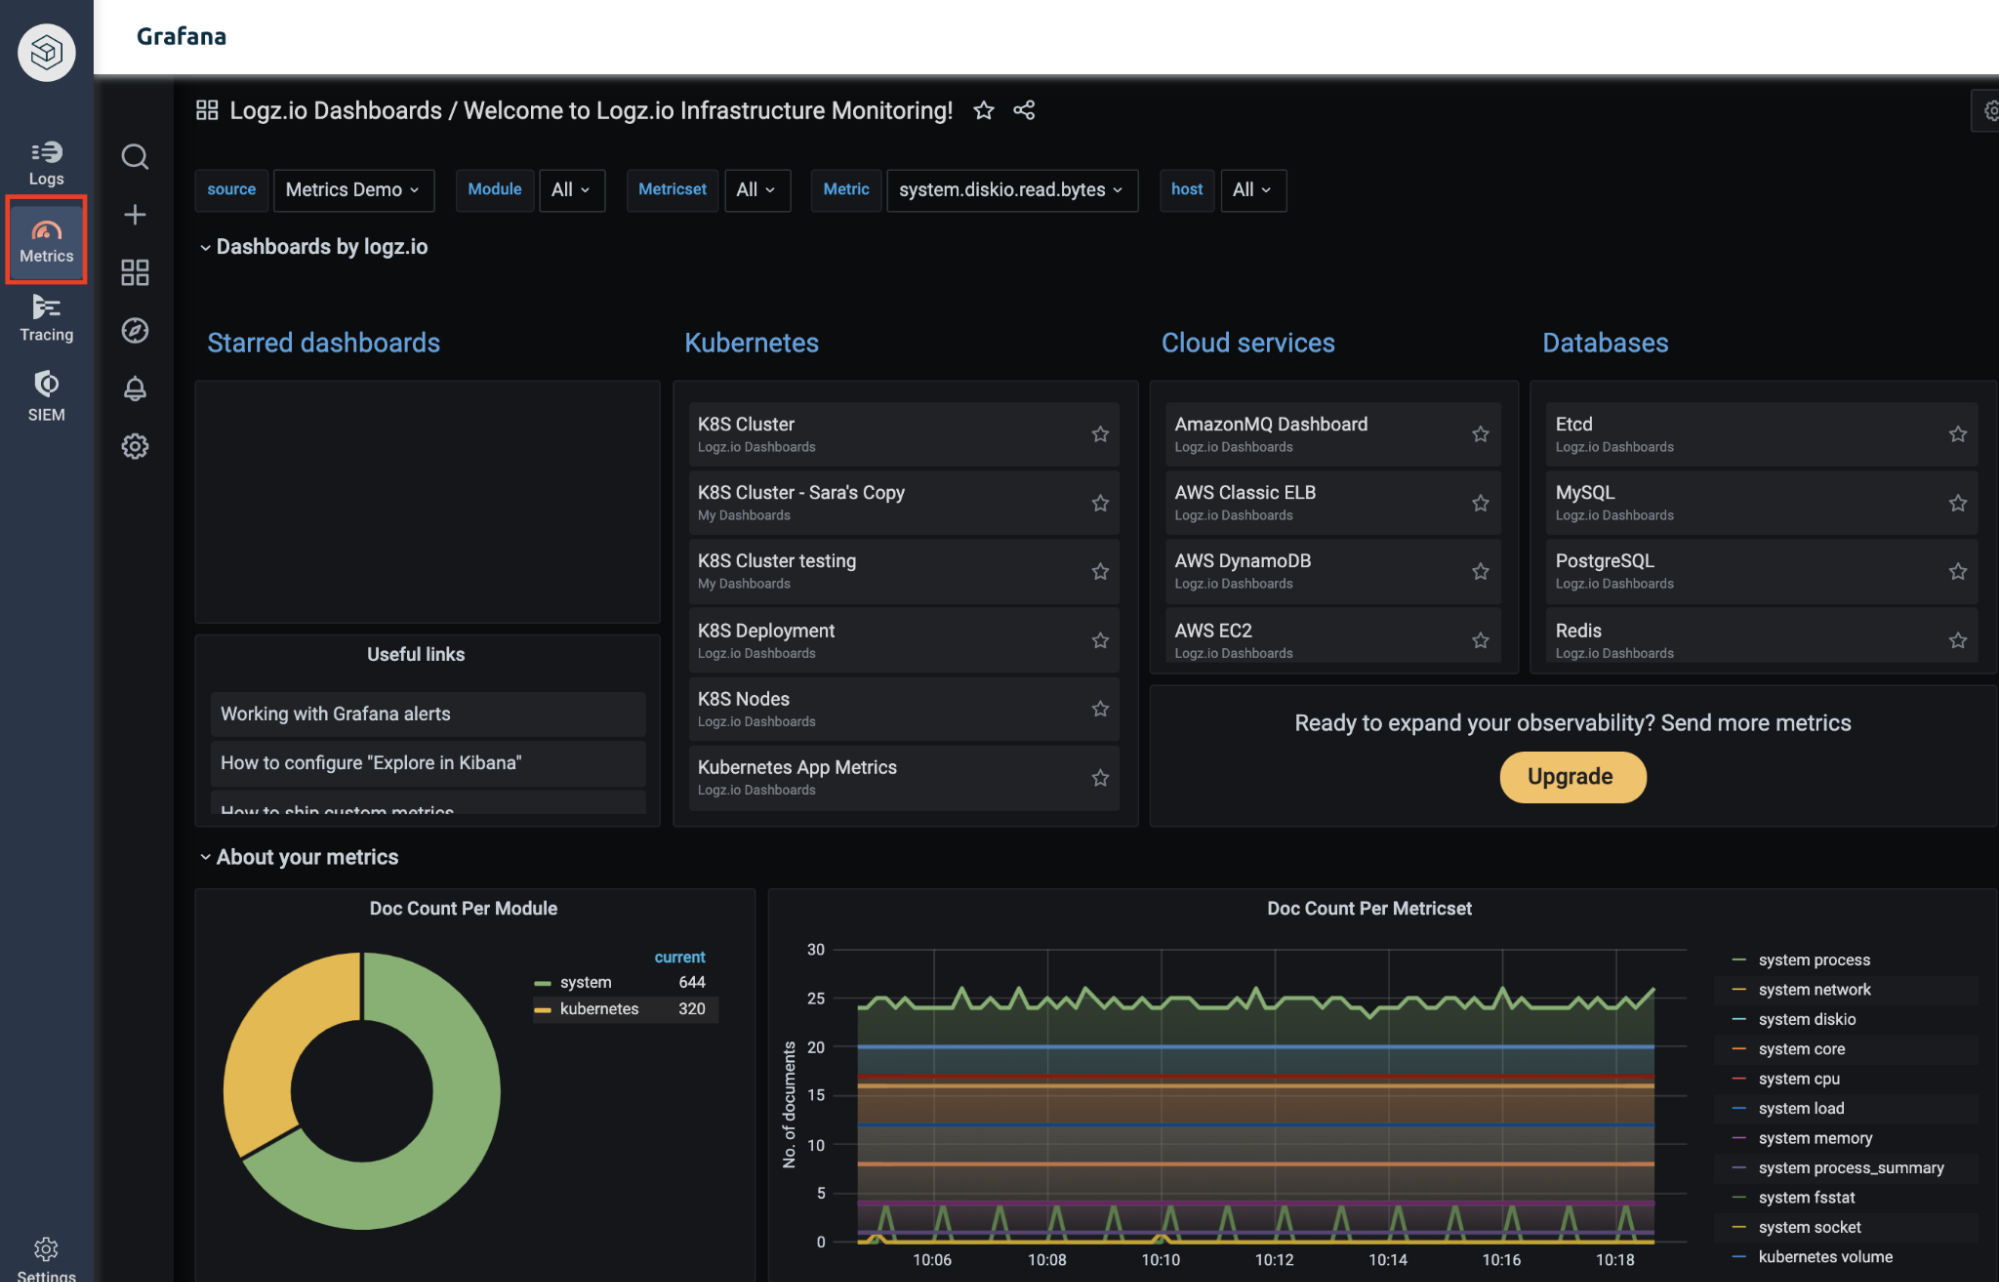 Grafana
Logs
Metrics
Tracing
SIEM
Settings
Logz.io Dashboards / Welcome to Logz.io Infrastructure Monitoring!
source Metrics Demo Module All Metricset All Metric system.diskio.read.bytes host All
Dashboards by logz.io
Starred dashboards
Useful links
Working with Grafana alerts
How to configure "Explore in Kibana"
How to ship custom metrics
Kubernetes
K8S Cluster
Logz.io Dashboards
K8S Cluster - Sara's Copy
My Dashboards
K8S Cluster testing
My Dashboards
K8S Deployment
Logz.io Dashboards
K8S Nodes
Logz.io Dashboards
Kubernetes App Metrics
Logz.io Dashboards
Cloud services
AmazonMQ Dashboard
Logz.io Dashboards
AWS Classic ELB
Logz.io Dashboards
AWS DynamoDB
Logz.io Dashboards
AWS EC2
Logz.io Dashboards
Databases
Etcd
Logz.io Dashboards
MySQL
Logz.io Dashboards
PostgreSQL
Logz.io Dashboards
Redis
Logz.io Dashboards
Ready to expand your observability? Send more metrics
Upgrade
About your metrics
Doc Count Per Module
current
system 644
kubernetes 320
Doc Count Per Metricset
No. of documents
30
25
20
15
10
5
0
10:06 10:08 10:10 10:12 10:14 10:16 10:18
system process
system network
system diskio
system core
system cpu
system load
system memory
system process_summary
system fsstat
system socket
kubernetes volume